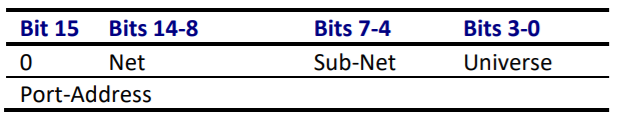 Bit 15 Bits 14-8 Bits 7-4 Bits 3-0
0 Net Sub-Net Universe
Port-Address